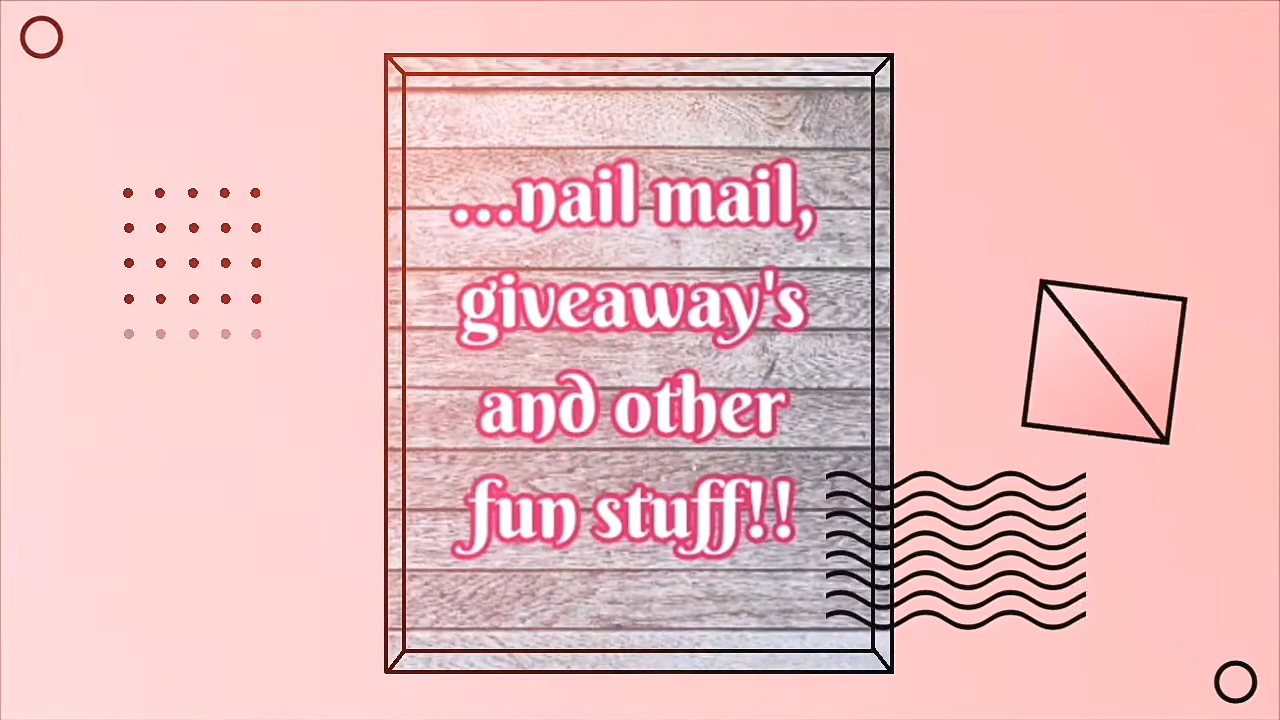 ...nail mail,
giveaway's
and other
fun stuff!!